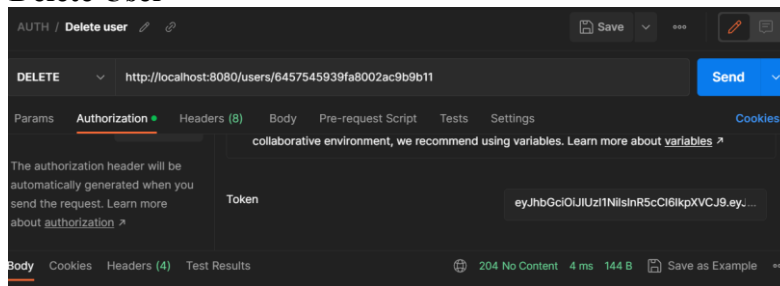 Delete User
AUTH / Delete user
Save
DELETE http://localhost:8080/users/6457545939fa8002ac9b9b11 Send
Params Authorization Headers (8) Body Pre-request Script Tests Settings Cookies
collaborative environment, we recommend using variables. Learn more about variables ↗
The authorization header will be
automatically generated when you
send the request. Learn more
about authorization ↗
Token eyJhbGciOiJIUzI1NiIsInR5cCI6IkpXVCJ9.eyJ...
Body Cookies Headers (4) Test Results 204 No Content 4 ms 144 B Save as Example